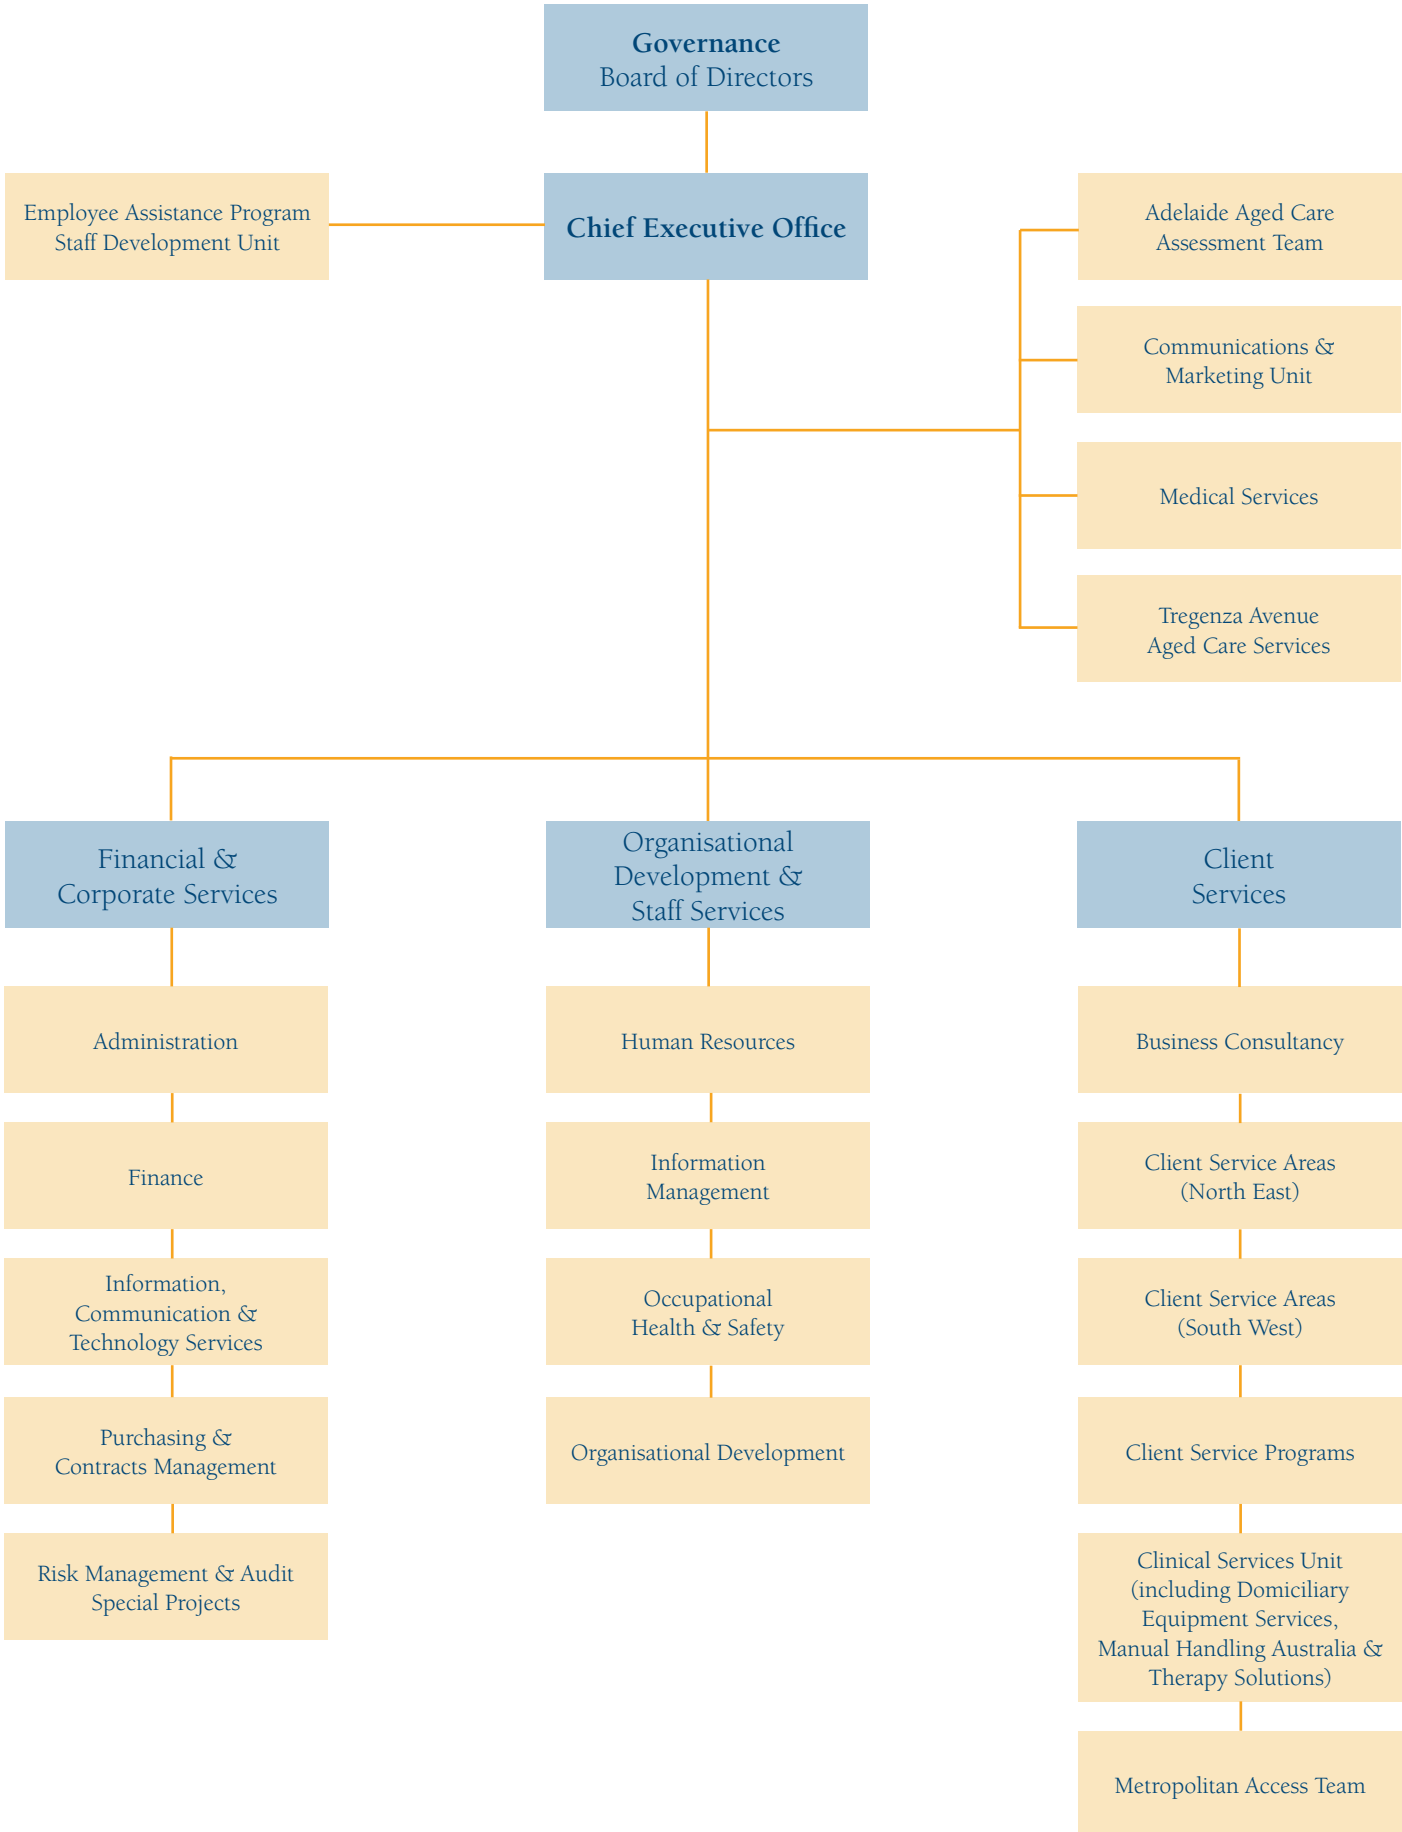 Governance
Board of Directors
Employee Assistance Program
Staff Development Unit
Chief Executive Office
Adelaide Aged Care
Assessment Team
Communications &
Marketing Unit
Medical Services
Tregenza Avenue
Aged Care Services
Financial &
Corporate Services
Organisational
Development &
Staff Services
Client
Services
Administration
Finance
Information,
Communication &
Technology Services
Purchasing &
Contracts Management
Risk Management & Audit
Special Projects
Human Resources
Information
Management
Occupational
Health & Safety
Organisational Development
Business Consultancy
Client Service Areas
(North East)
Client Service Areas
(South West)
Client Service Programs
Clinical Services Unit
(including Domiciliary
Equipment Services,
Manual Handling Australia &
Therapy Solutions)
Metropolitan Access Team